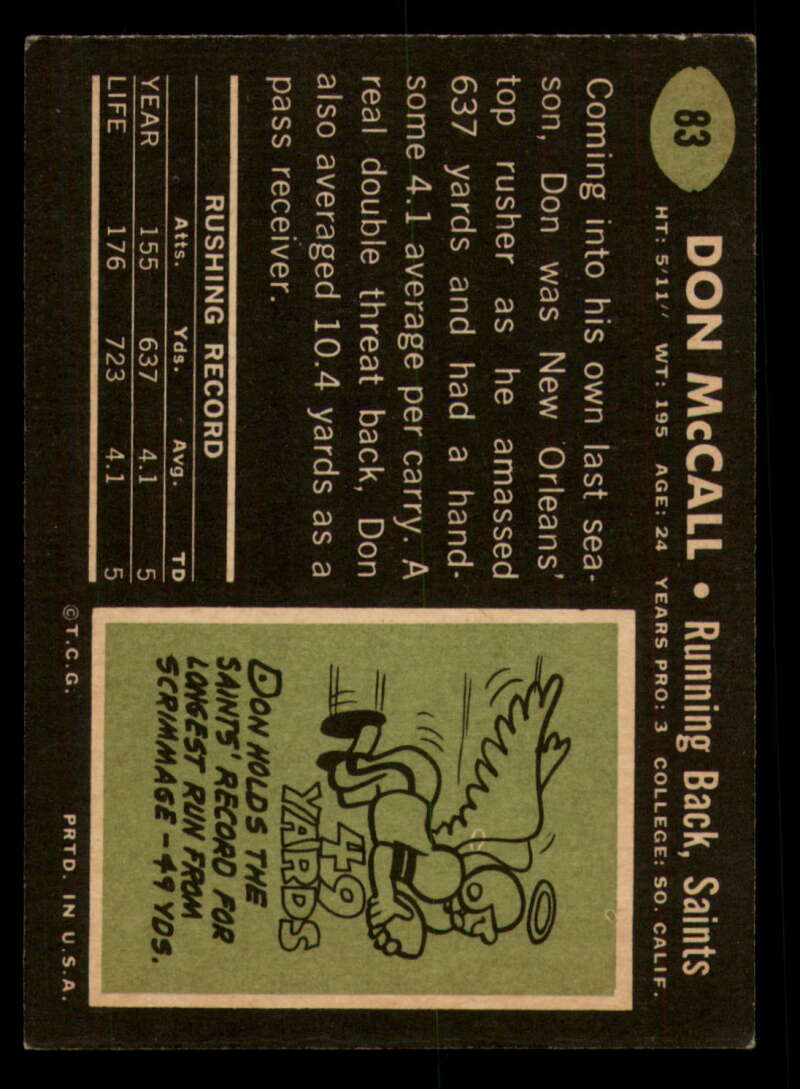 83
DON McCALL • Running Back, Saints
HT: 5'11" WT: 195 AGE: 24 YEARS PRO: 3 COLLEGE: SO. CALIF.
Coming into his own last sea-
son, Don was New Orleans'
top rusher as he amassed
637 yards and had a hand-
some 4.1 average per carry. A
real double threat back, Don
also averaged 10.4 yards as a
pass receiver.
RUSHING RECORD
Atts. Yds. Avg. TD
YEAR 155 637 4.1 5
LIFE 176 723 4.1 5
49
YARDS
DON HOLDS THE
SAINTS' RECORD FOR
LONGEST RUN FROM
SCRIMMAGE - 49 YDS.
© T.C.G. PRTD. IN U.S.A.